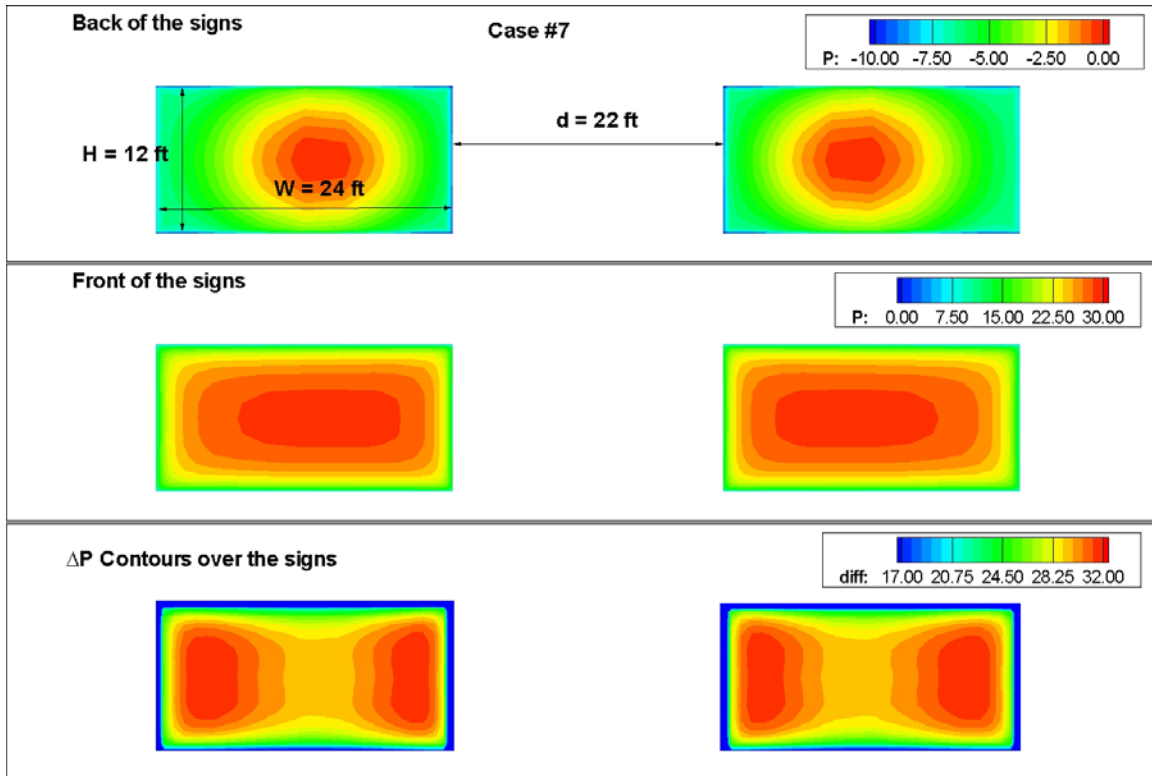 Back of the signs
Case #7
P: -10.00 -7.50 -5.00 -2.50 0.00
d = 22 ft
H = 12 ft
W = 24 ft
Front of the signs
P: 0.00 7.50 15.00 22.50 30.00
ΔP Contours over the signs
diff: 17.00 20.75 24.50 28.25 32.00